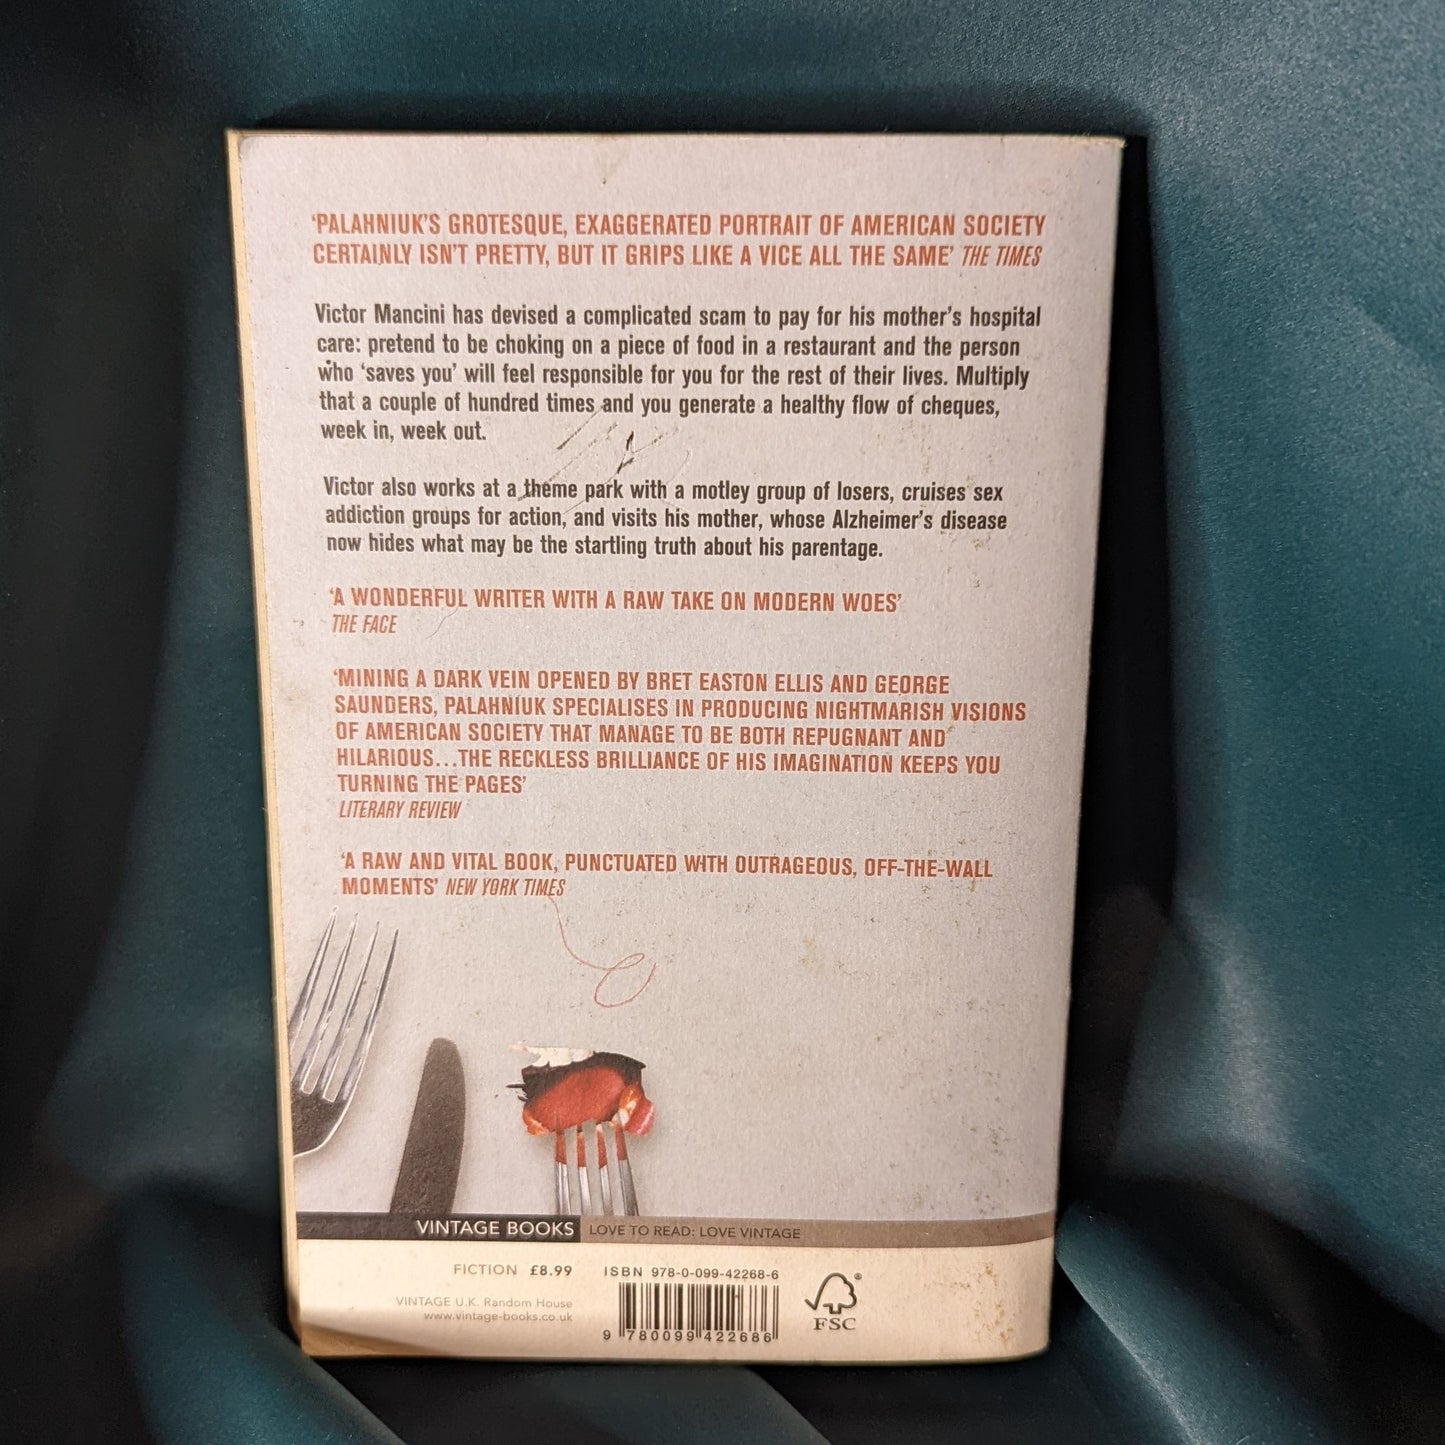 ‘PALAHNIUK’S GROTESQUE, EXAGGERATED PORTRAIT OF AMERICAN SOCIETY
CERTAINLY ISN’T PRETTY, BUT IT GRIPS LIKE A VICE ALL THE SAME’ THE TIMES
Victor Mancini has devised a complicated scam to pay for his mother’s hospital
care: pretend to be choking on a piece of food in a restaurant and the person
who ‘saves you’ will feel responsible for you for the rest of their lives. Multiply
that a couple of hundred times and you generate a healthy flow of cheques,
week in, week out.
Victor also works at a theme park with a motley group of losers, cruises sex
addiction groups for action, and visits his mother, whose Alzheimer’s disease
now hides what may be the startling truth about his parentage.
‘A WONDERFUL WRITER WITH A RAW TAKE ON MODERN WOES’
THE FACE
‘MINING A DARK VEIN OPENED BY BRET EASTON ELLIS AND GEORGE
SAUNDERS, PALAHNIUK SPECIALISES IN PRODUCING NIGHTMARISH VISIONS
OF AMERICAN SOCIETY THAT MANAGE TO BE BOTH REPUGNANT AND
HILARIOUS...THE RECKLESS BRILLIANCE OF HIS IMAGINATION KEEPS YOU
TURNING THE PAGES’
LITERARY REVIEW
‘A RAW AND VITAL BOOK, PUNCTUATED WITH OUTRAGEOUS, OFF-THE-WALL
MOMENTS’ NEW YORK TIMES
VINTAGE BOOKS LOVE TO READ: LOVE VINTAGE
FICTION £8.99
VINTAGE U.K. Random House
www.vintage-books.co.uk
ISBN 978-0-099-42268-6
9 780099 422686
®
FSC